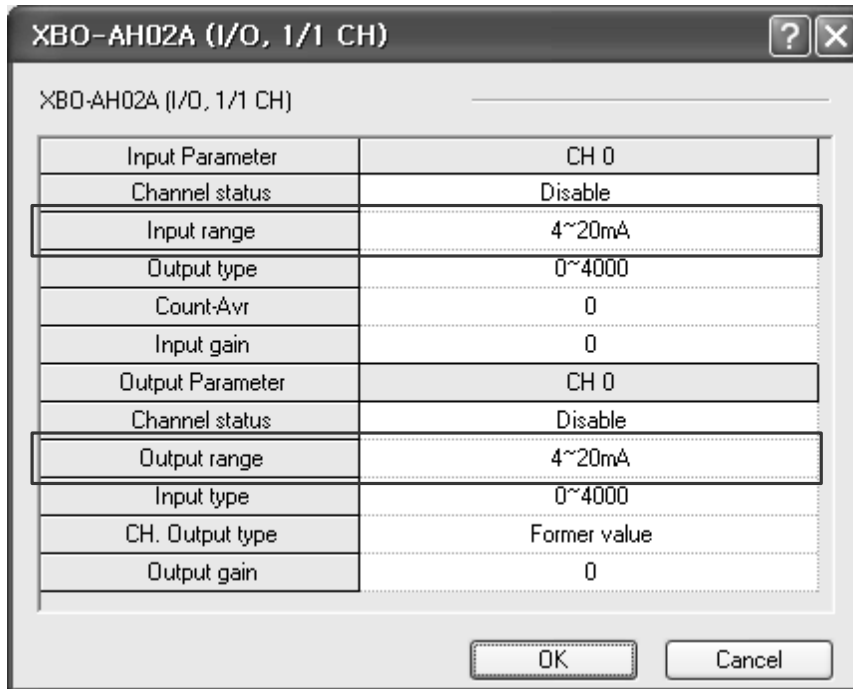 XBO-AH02A (I/O, 1/1 CH)
XBO-AH02A (I/O, 1/1 CH)
Input Parameter CH 0
Channel status Disable
Input range 4~20mA
Output type 0~4000
Count-Avr 0
Input gain 0
Output Parameter CH 0
Channel status Disable
Output range 4~20mA
Input type 0~4000
CH. Output type Former value
Output gain 0
OK Cancel